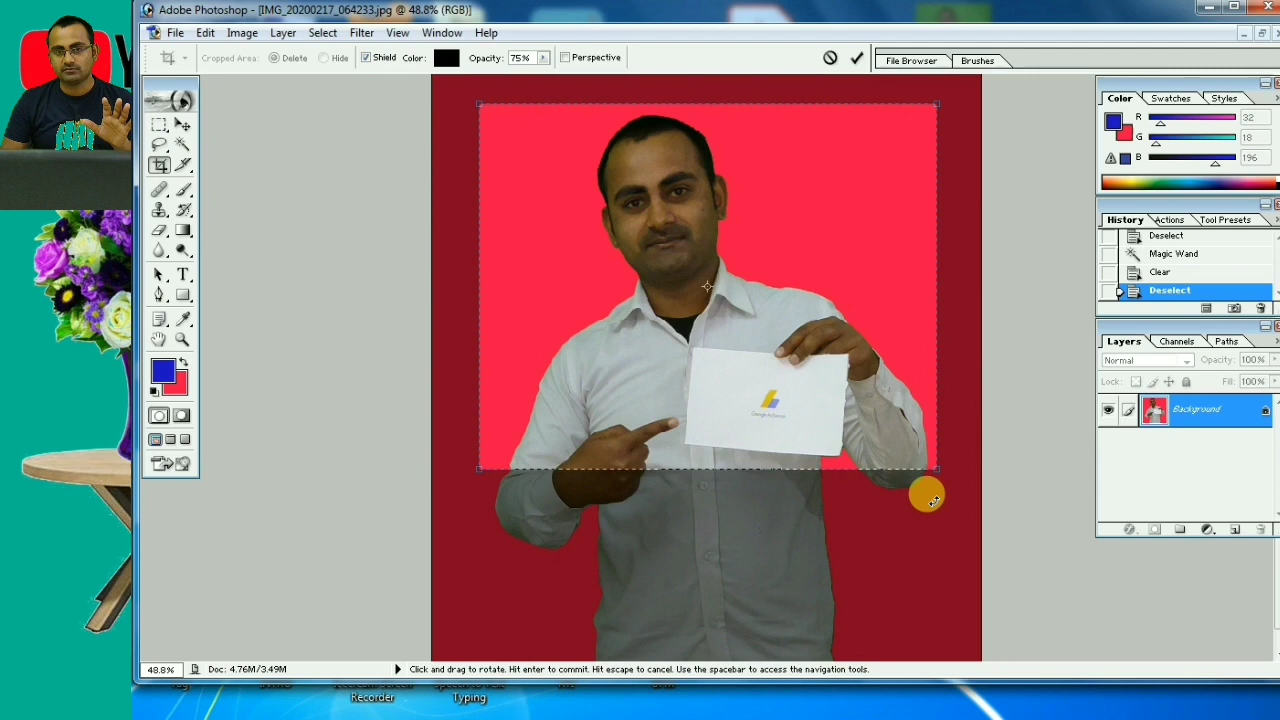 Adobe Photoshop - [IMG_20200217_064233.jpg @ 48.8% (RGB)]
File Edit Image Layer Select Filter View Window Help
Cropped Area: Delete Hide Shield Color: Opacity: 75% Perspective
File Browser Brushes
Color Swatches Styles
R 32
G 18
B 196
History Actions Tool Presets
Deselect
Magic Wand
Clear
Deselect
Layers Channels Paths
Normal Opacity: 100%
Lock: Fill: 100%
Background
Google AdSense
48.8% Doc: 4.76M/3.49M Click and drag to rotate. Hit enter to commit. Hit escape to cancel. Use the spacebar to access the navigation tools.
Recorder
Typing